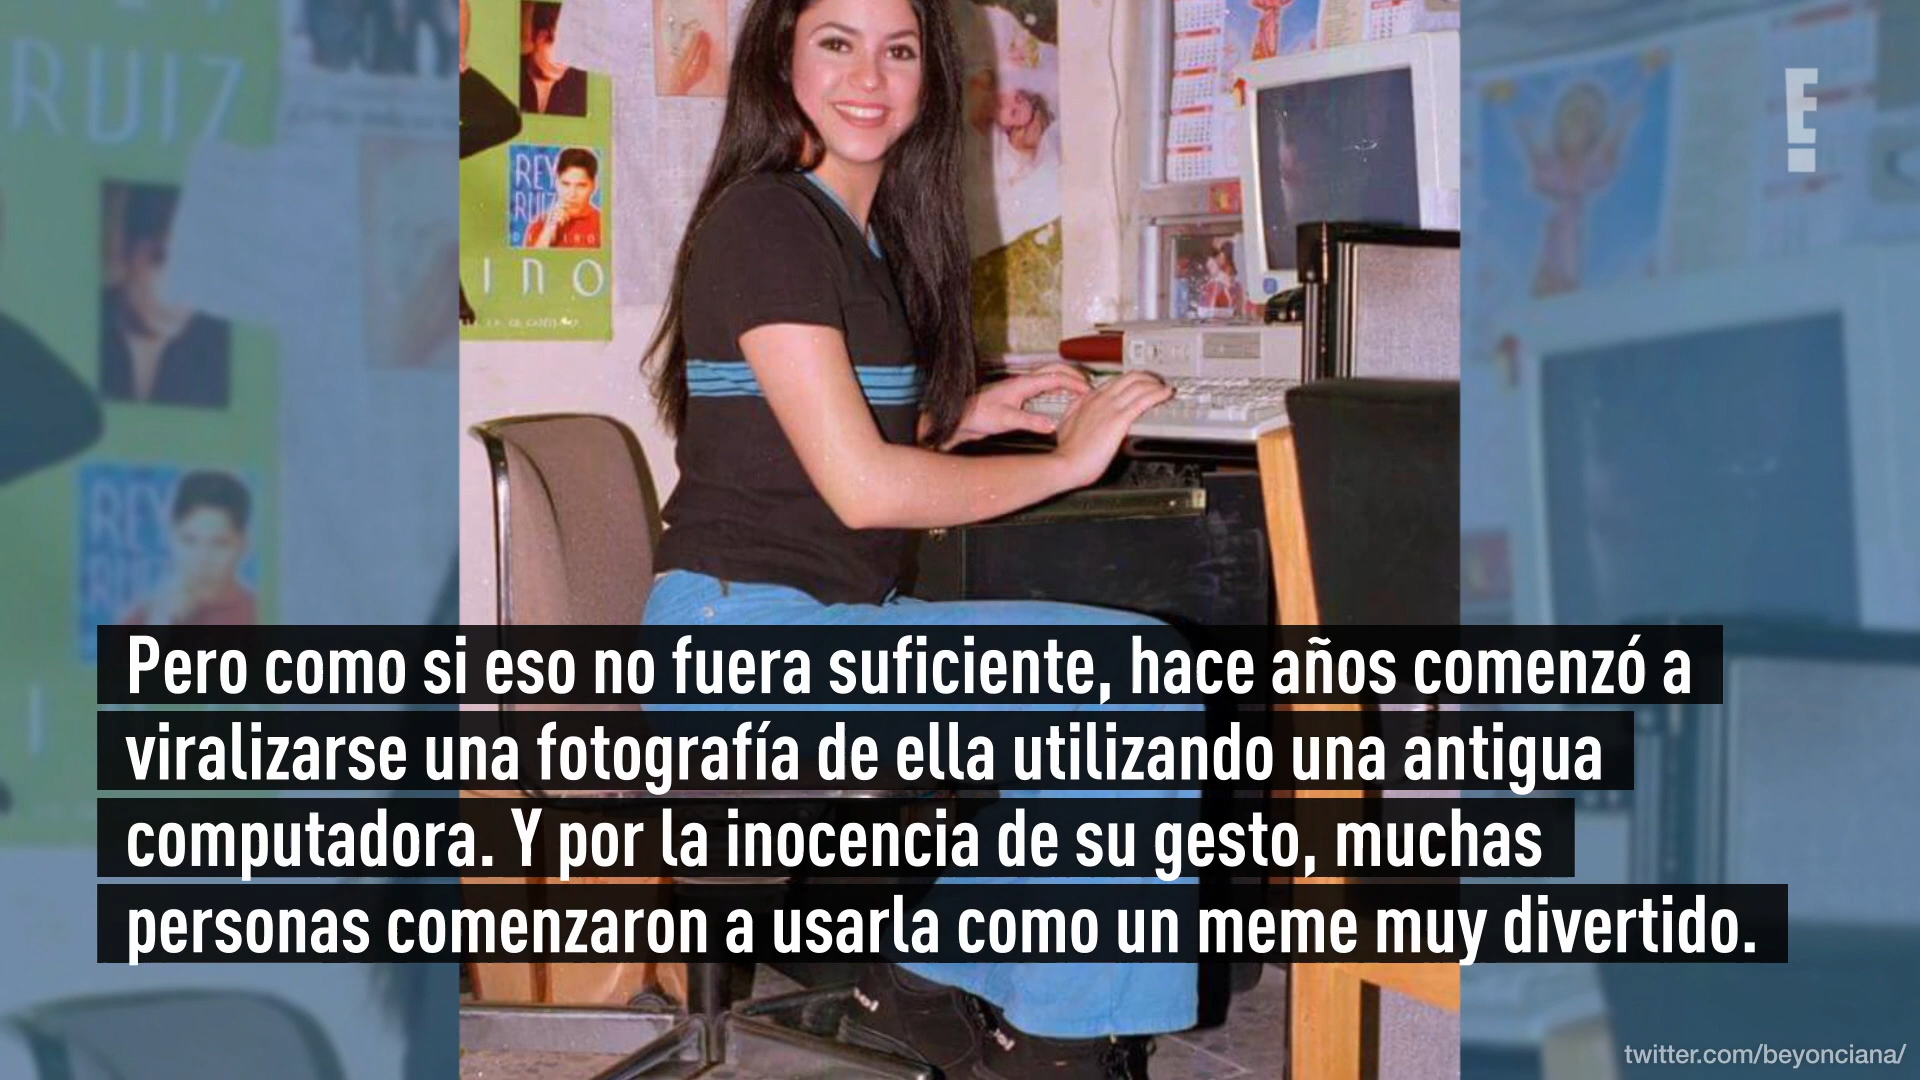 RUIZ
REY
RUIZ
INO
E!
REY
Pero como si eso no fuera suficiente, hace años comenzó a
viralizarse una fotografía de ella utilizando una antigua
computadora. Y por la inocencia de su gesto, muchas
personas comenzaron a usarla como un meme muy divertido.
twitter.com/beyonciana/